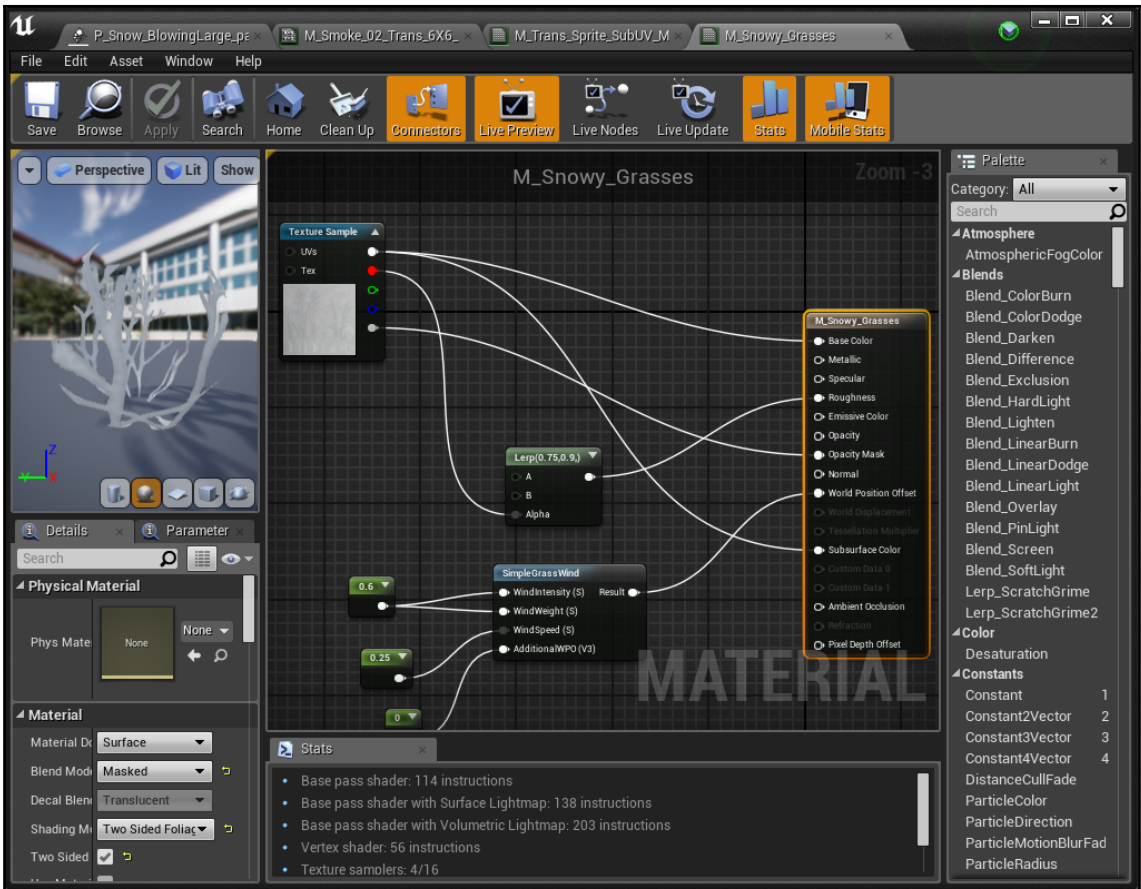 P_Snow_BlowingLarge_pa
M_Smoke_02_Trans_6X6_
M_Trans_Sprite_SubUV_M
M_Snowy_Grasses
File Edit Asset Window Help
Save Browse Apply Search Home Clean Up Connectors Live Preview Live Nodes Live Update Stats Mobile Stats
Perspective Lit Show
Z
Y
X
Details
Parameter
Search
Physical Material
Phys Mate
None
None
Material
Material Do Surface
Blend Mode Masked
Decal Blend Translucent
Shading Mo Two Sided Foliag
Two Sided
M_Snowy_Grasses
Zoom -3
Texture Sample
UVs
Tex
Lerp(0.75,0.9,)
A
B
Alpha
0.6
0.25
0
SimpleGrassWind
WindIntensity (S) Result
WindWeight (S)
WindSpeed (S)
AdditionalWPO (V3)
M_Snowy_Grasses
Base Color
Metallic
Specular
Roughness
Emissive Color
Opacity
Opacity Mask
Normal
World Position Offset
World Displacement
Tessellation Multiplier
Subsurface Color
Custom Data 0
Custom Data 1
Ambient Occlusion
Refraction
Pixel Depth Offset
MATERIAL
Stats
Base pass shader: 114 instructions
Base pass shader with Surface Lightmap: 138 instructions
Base pass shader with Volumetric Lightmap: 203 instructions
Vertex shader: 56 instructions
Texture samplers: 4/16
Palette
Category: All
Search
Atmosphere
AtmosphericFogColor
Blends
Blend_ColorBurn
Blend_ColorDodge
Blend_Darken
Blend_Difference
Blend_Exclusion
Blend_HardLight
Blend_Lighten
Blend_LinearBurn
Blend_LinearDodge
Blend_LinearLight
Blend_Overlay
Blend_PinLight
Blend_Screen
Blend_SoftLight
Lerp_ScratchGrime
Lerp_ScratchGrime2
Color
Desaturation
Constants
Constant 1
Constant2Vector 2
Constant3Vector 3
Constant4Vector 4
DistanceCullFade
ParticleColor
ParticleDirection
ParticleMotionBlurFad
ParticleRadius